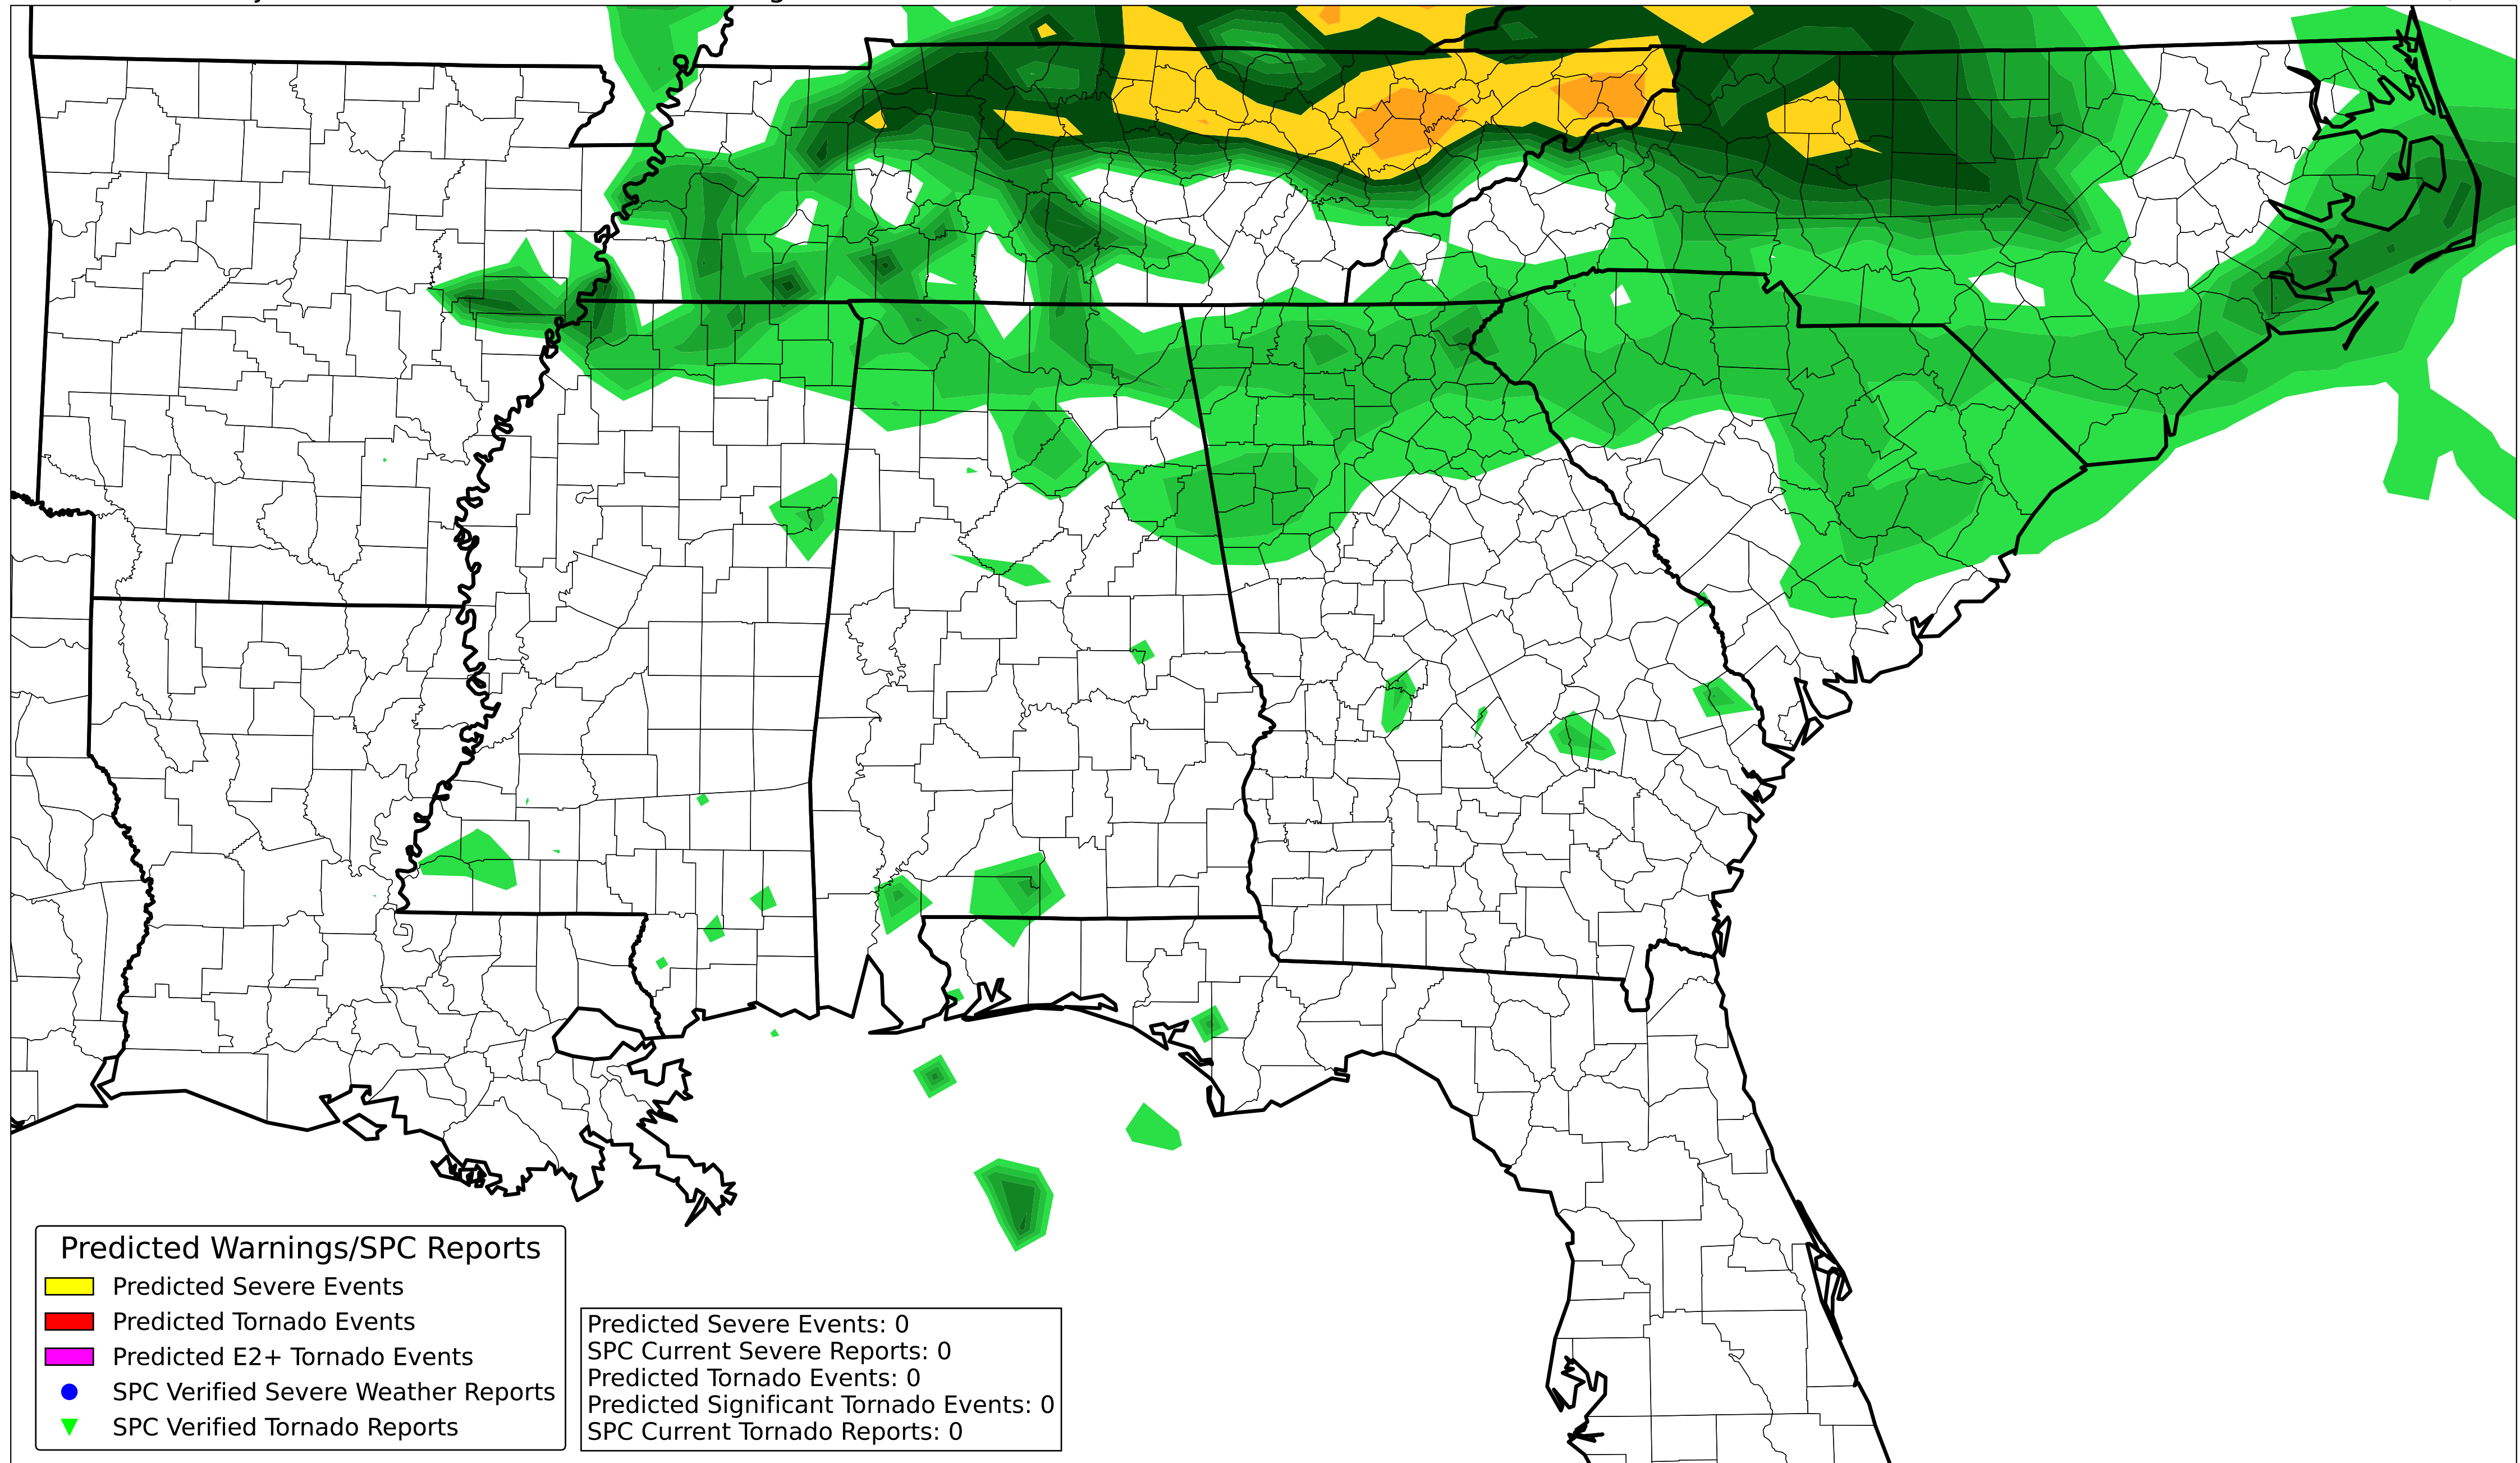 Predicted Warnings/SPC Reports
Predicted Severe Events
Predicted Tornado Events
Predicted E2+ Tornado Events
SPC Verified Severe Weather Reports
SPC Verified Tornado Reports
Predicted Severe Events: 0
SPC Current Severe Reports: 0
Predicted Tornado Events: 0
Predicted Significant Tornado Events: 0
SPC Current Tornado Reports: 0